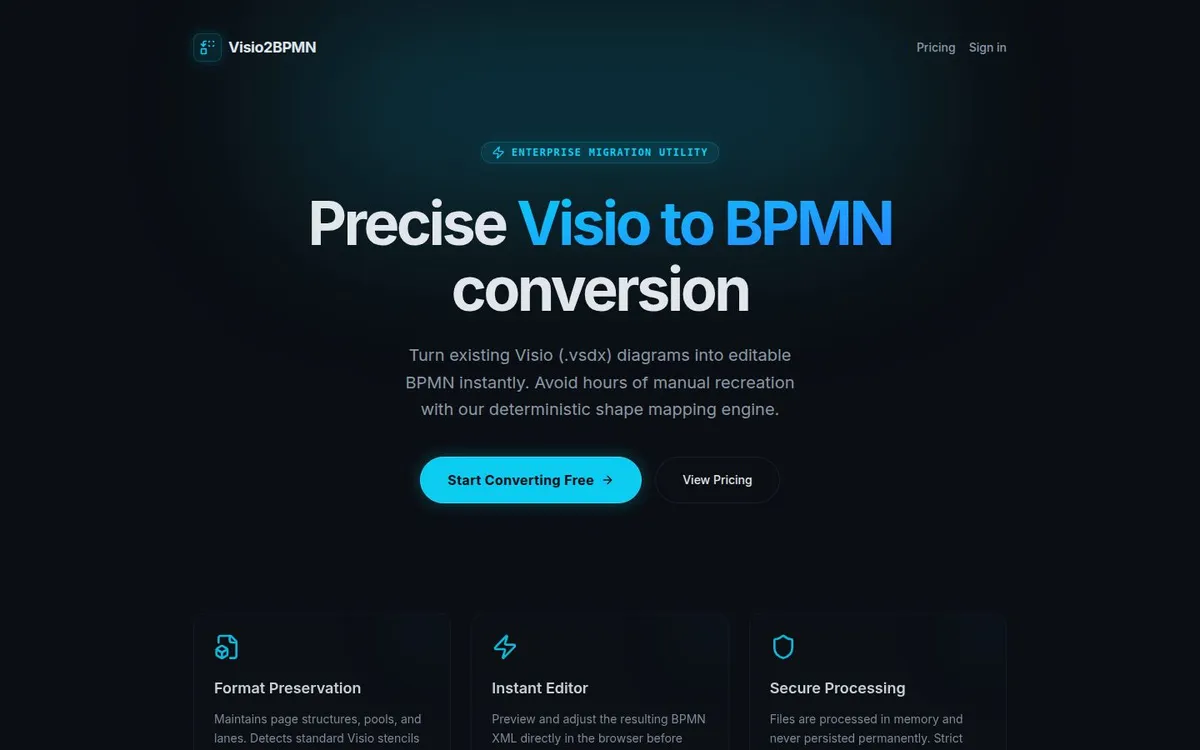 Visio2BPMN
Pricing
Sign in
ENTERPRISE MIGRATION UTILITY
Precise Visio to BPMN
conversion
Turn existing Visio (.vsdx) diagrams into editable
BPMN instantly. Avoid hours of manual recreation
with our deterministic shape mapping engine.
Start Converting Free →
View Pricing
Format Preservation
Maintains page structures, pools, and
lanes. Detects standard Visio stencils
Instant Editor
Preview and adjust the resulting BPMN
XML directly in the browser before
Secure Processing
Files are processed in memory and
never persisted permanently. Strict